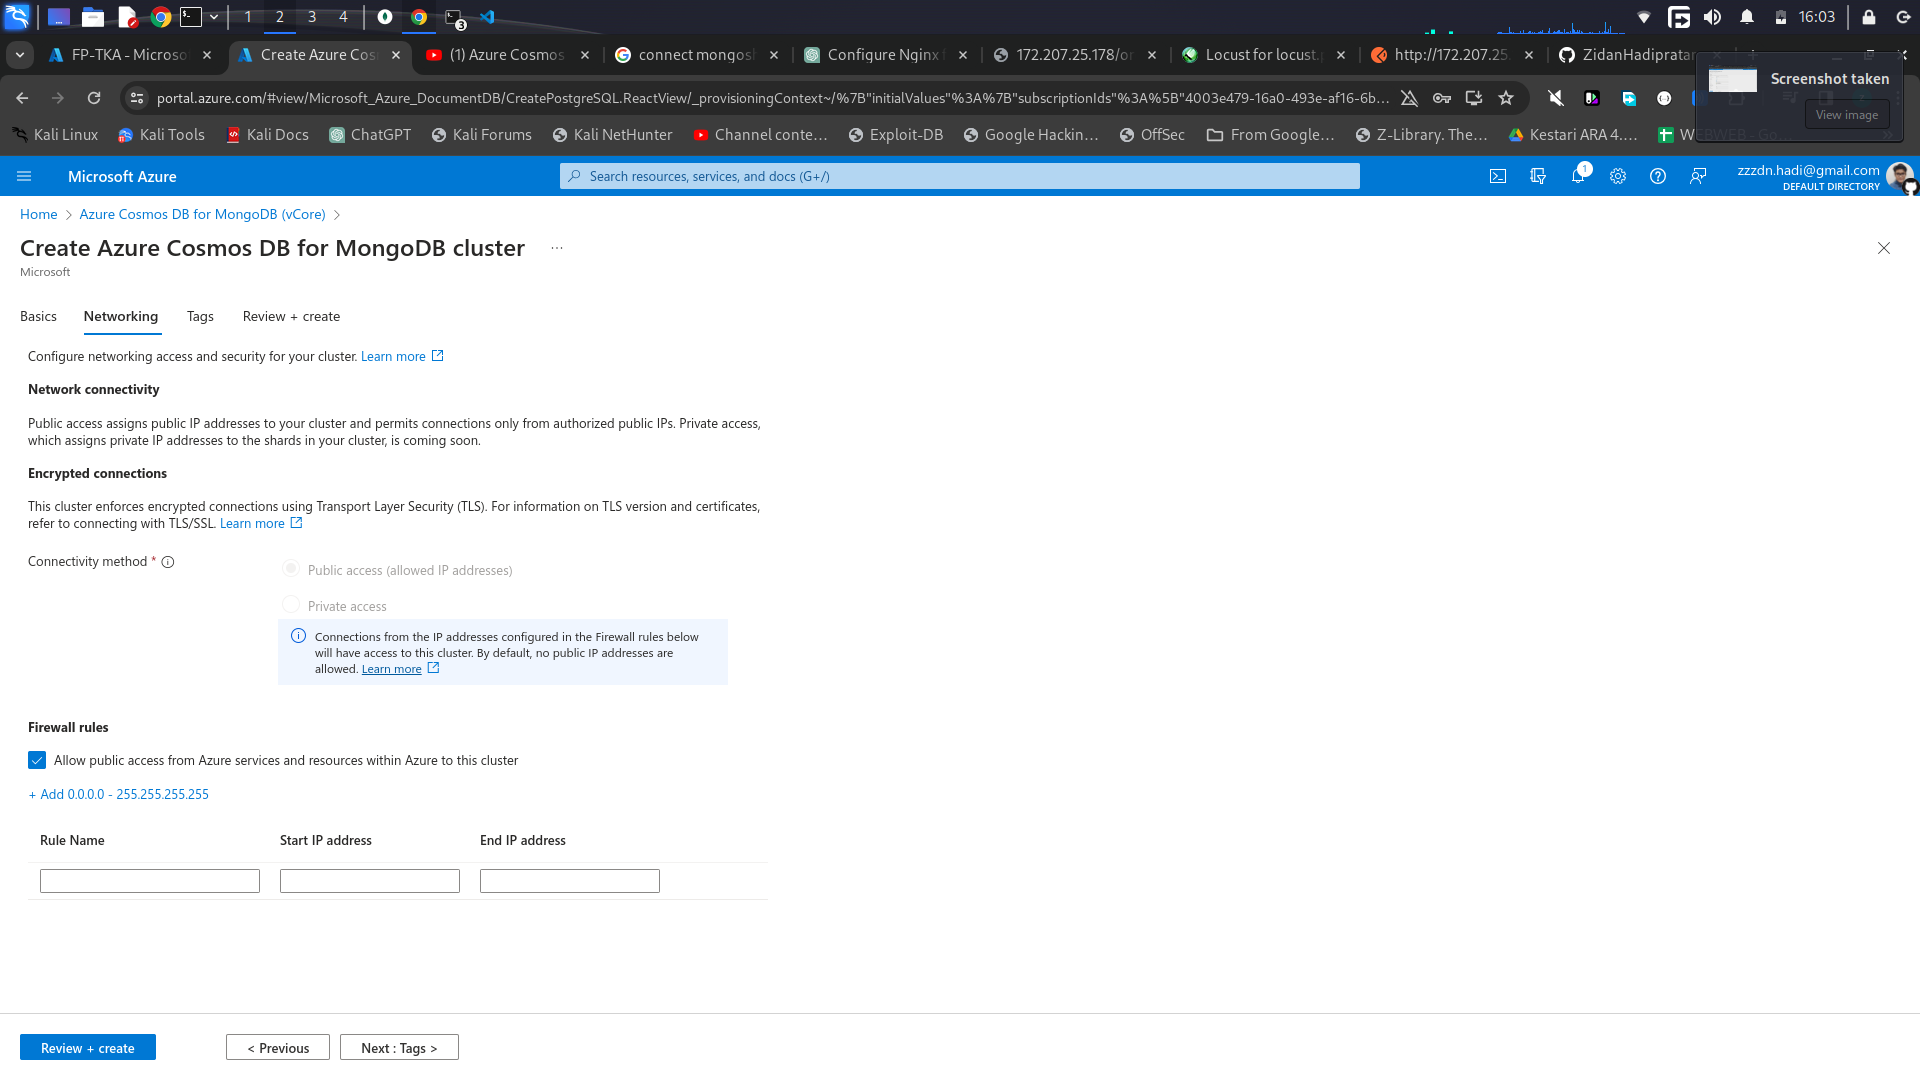 1 2 3 4 3 16:03
FP-TKA - Microso
Create Azure Cos
(1) Azure Cosmos
connect mongosh
Configure Nginx
172.207.25.178/or
Locust for locust.
http://172.207.25.
ZidanHadipratan
portal.azure.com/#view/Microsoft_Azure_DocumentDB/CreatePostgreSQL.ReactView/_provisioningContext~/%7B"initialValues"%3A%7B"subscriptionIds"%3A%5B"4003e479-16a0-493e-af16-6b...
Screenshot taken
View image
Kali Linux
Kali Tools
Kali Docs
ChatGPT
Kali Forums
Kali NetHunter
Channel conte...
Exploit-DB
Google Hackin...
OffSec
From Google...
Z-Library. The...
Kestari ARA 4....
WEBWEB - Go...
Microsoft Azure
Search resources, services, and docs (G+/)
1
zzzdn.hadi@gmail.com
DEFAULT DIRECTORY
Home > Azure Cosmos DB for MongoDB (vCore) >
Create Azure Cosmos DB for MongoDB cluster ...
Microsoft
Basics Networking Tags Review + create
Configure networking access and security for your cluster. Learn more
Network connectivity
Public access assigns public IP addresses to your cluster and permits connections only from authorized public IPs. Private access,
which assigns private IP addresses to the shards in your cluster, is coming soon.
Encrypted connections
This cluster enforces encrypted connections using Transport Layer Security (TLS). For information on TLS version and certificates,
refer to connecting with TLS/SSL. Learn more
Connectivity method *
Public access (allowed IP addresses)
Private access
Connections from the IP addresses configured in the Firewall rules below
will have access to this cluster. By default, no public IP addresses are
allowed. Learn more
Firewall rules
Allow public access from Azure services and resources within Azure to this cluster
+ Add 0.0.0.0 - 255.255.255.255
Rule Name Start IP address End IP address
Review + create
< Previous
Next : Tags >